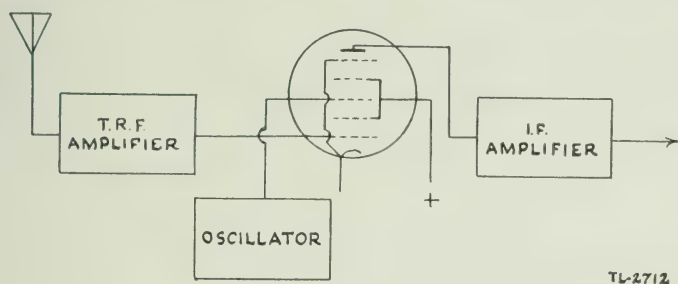 T.R.F.
AMPLIFIER
I.F.
AMPLIFIER
OSCILLATOR
+
TL-2712